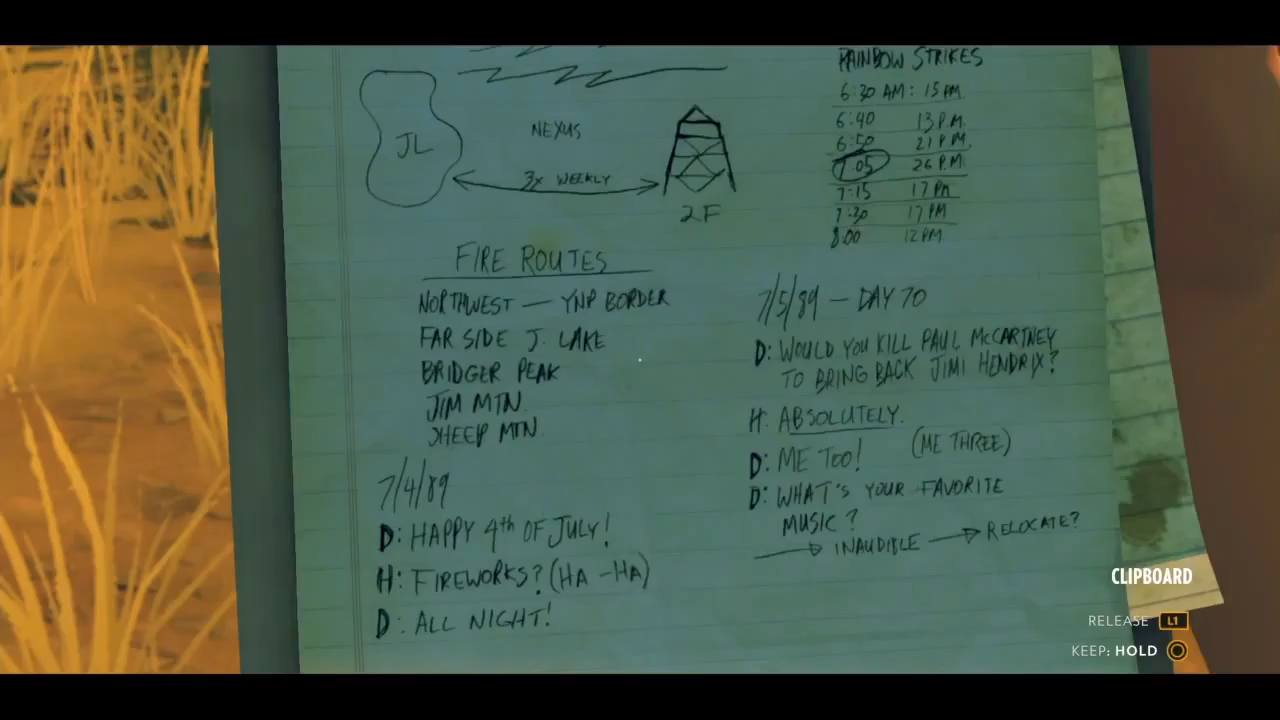 JL
NEXUS
3X WEEKLY
2F
FIRE ROUTES
NORTHWEST — YNP BORDER
FAR SIDE J. LAKE
BRIDGER PEAK
JIM MTN.
SHEEP MTN
7/4/89
D: HAPPY 4th OF JULY!
H: FIREWORKS? (HA-HA)
D: ALL NIGHT!
RAINBOW STRIKES
6:30 AM: 15 PM
6:40 13 P.M.
6:50 21 P.M.
7:05 26 P.M
7:15 17 PM
7:30 17 PM
8:00 12 PM
7/5/89 — DAY 70
D: WOULD YOU KILL PAUL McCARTNEY
TO BRING BACK JIMI HENDRIX?
H: ABSOLUTELY.
D: ME TOO! (ME THREE)
D: WHAT'S YOUR FAVORITE
MUSIC?
→ INAUDIBLE → RELOCATE?
CLIPBOARD
RELEASE L1
KEEP: HOLD